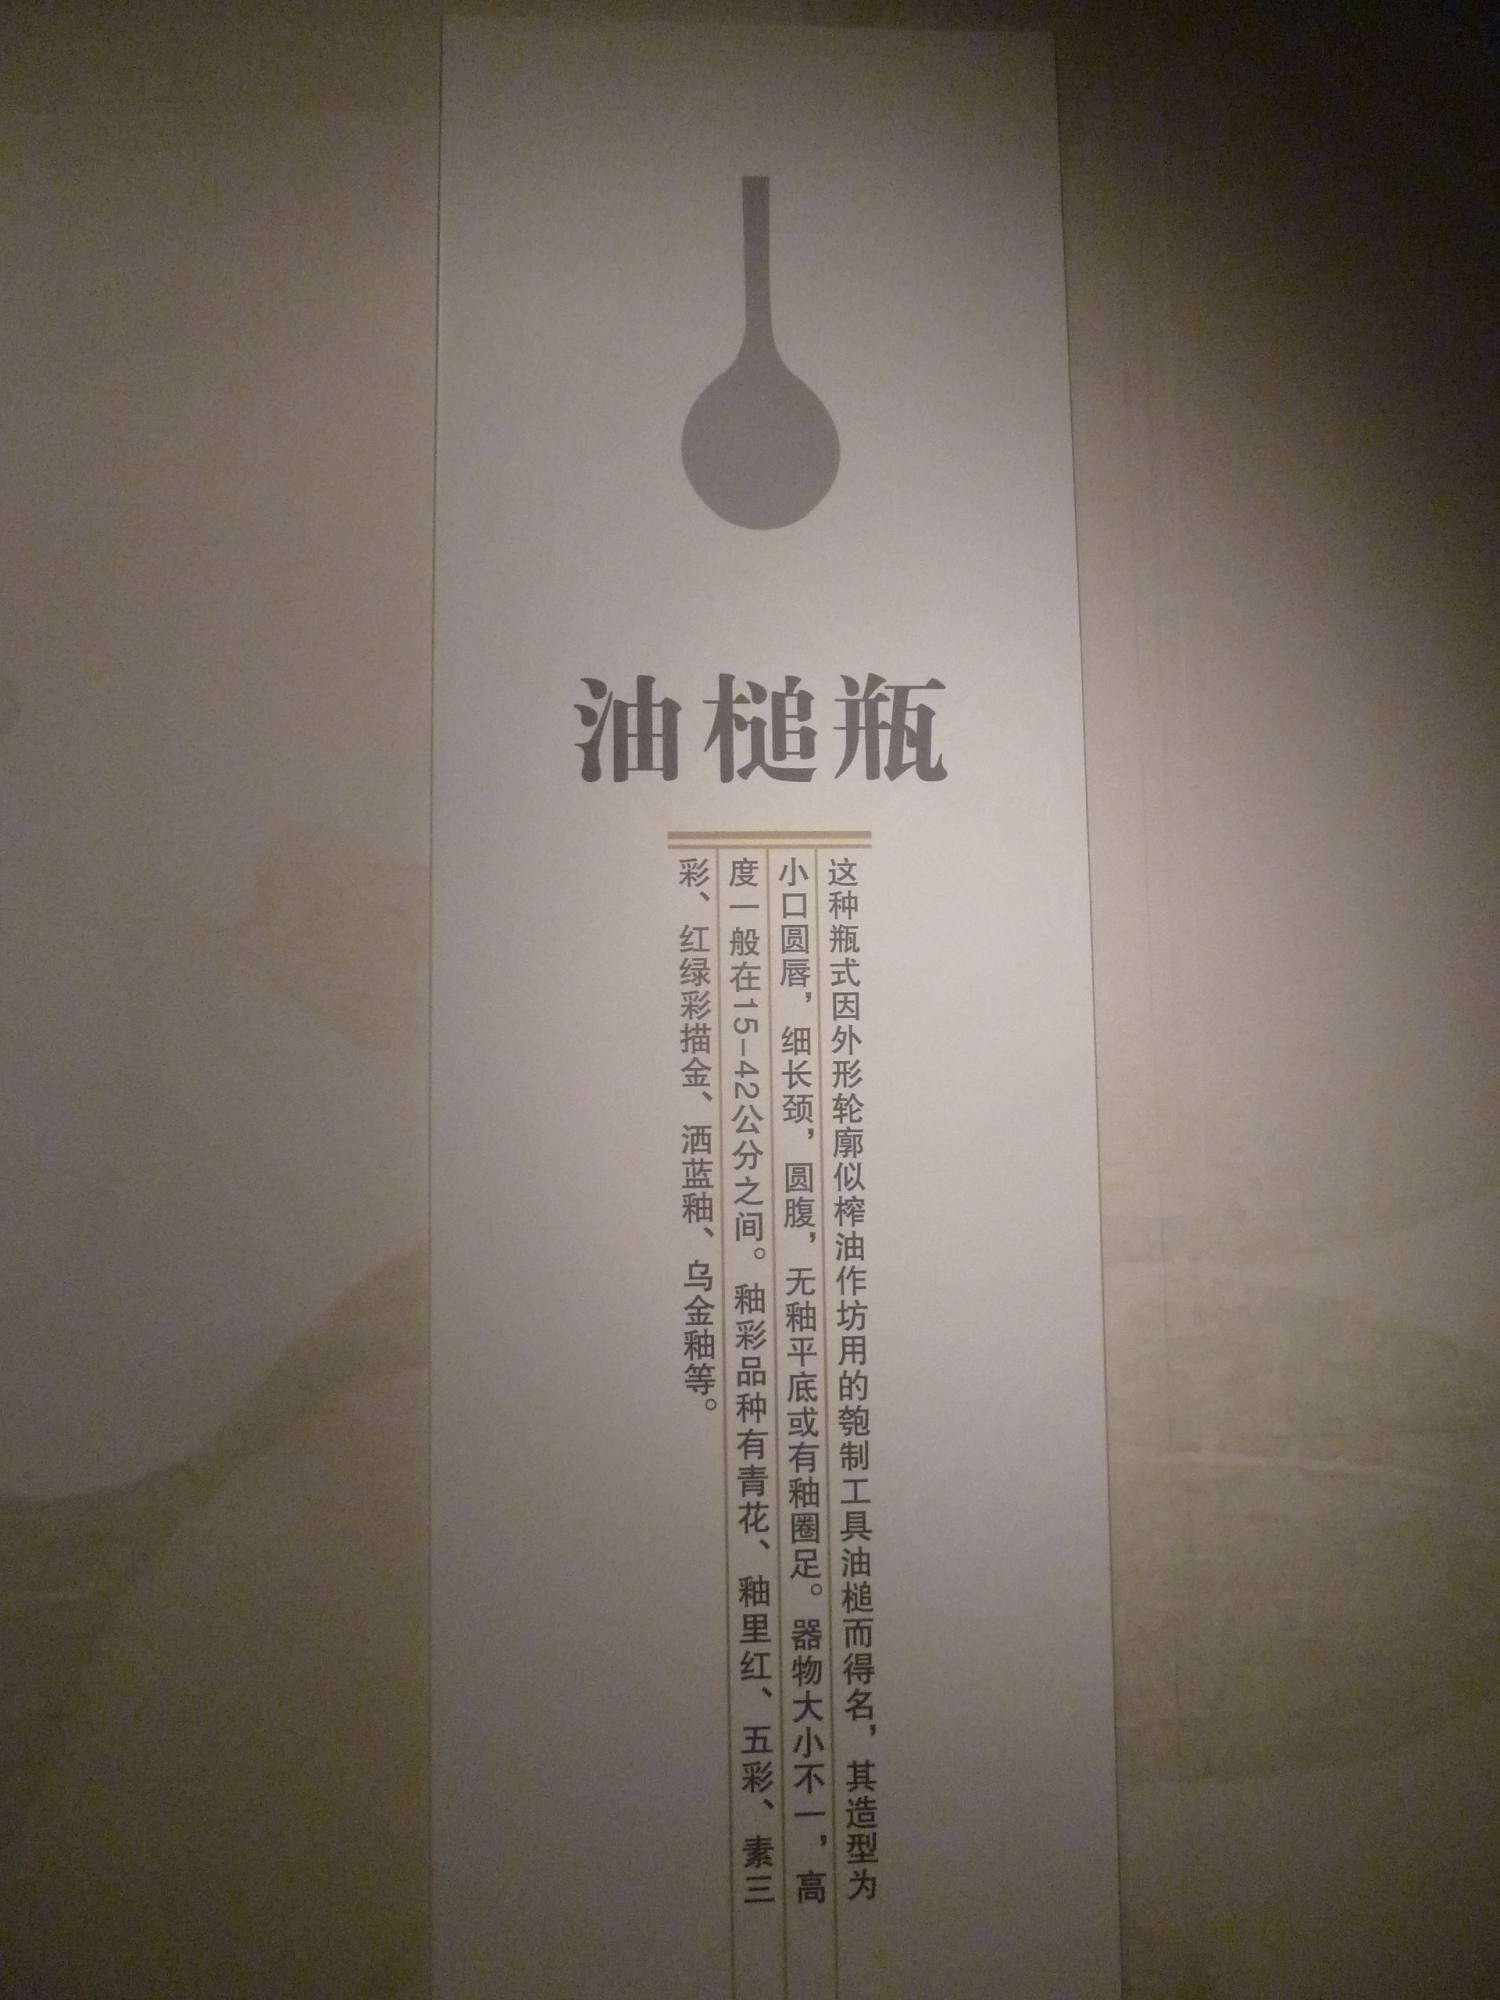 油槌瓶
这种瓶式因外形轮廓似榨油作坊用的匏制工具油槌而得名，其造型为
小口圆唇，细长颈，圆腹，无釉平底或有釉圈足。器物大小不一，高
度一般在15-42公分之间。釉彩品种有青花、釉里红、五彩、素三
彩、红绿彩描金、洒蓝釉、乌金釉等。